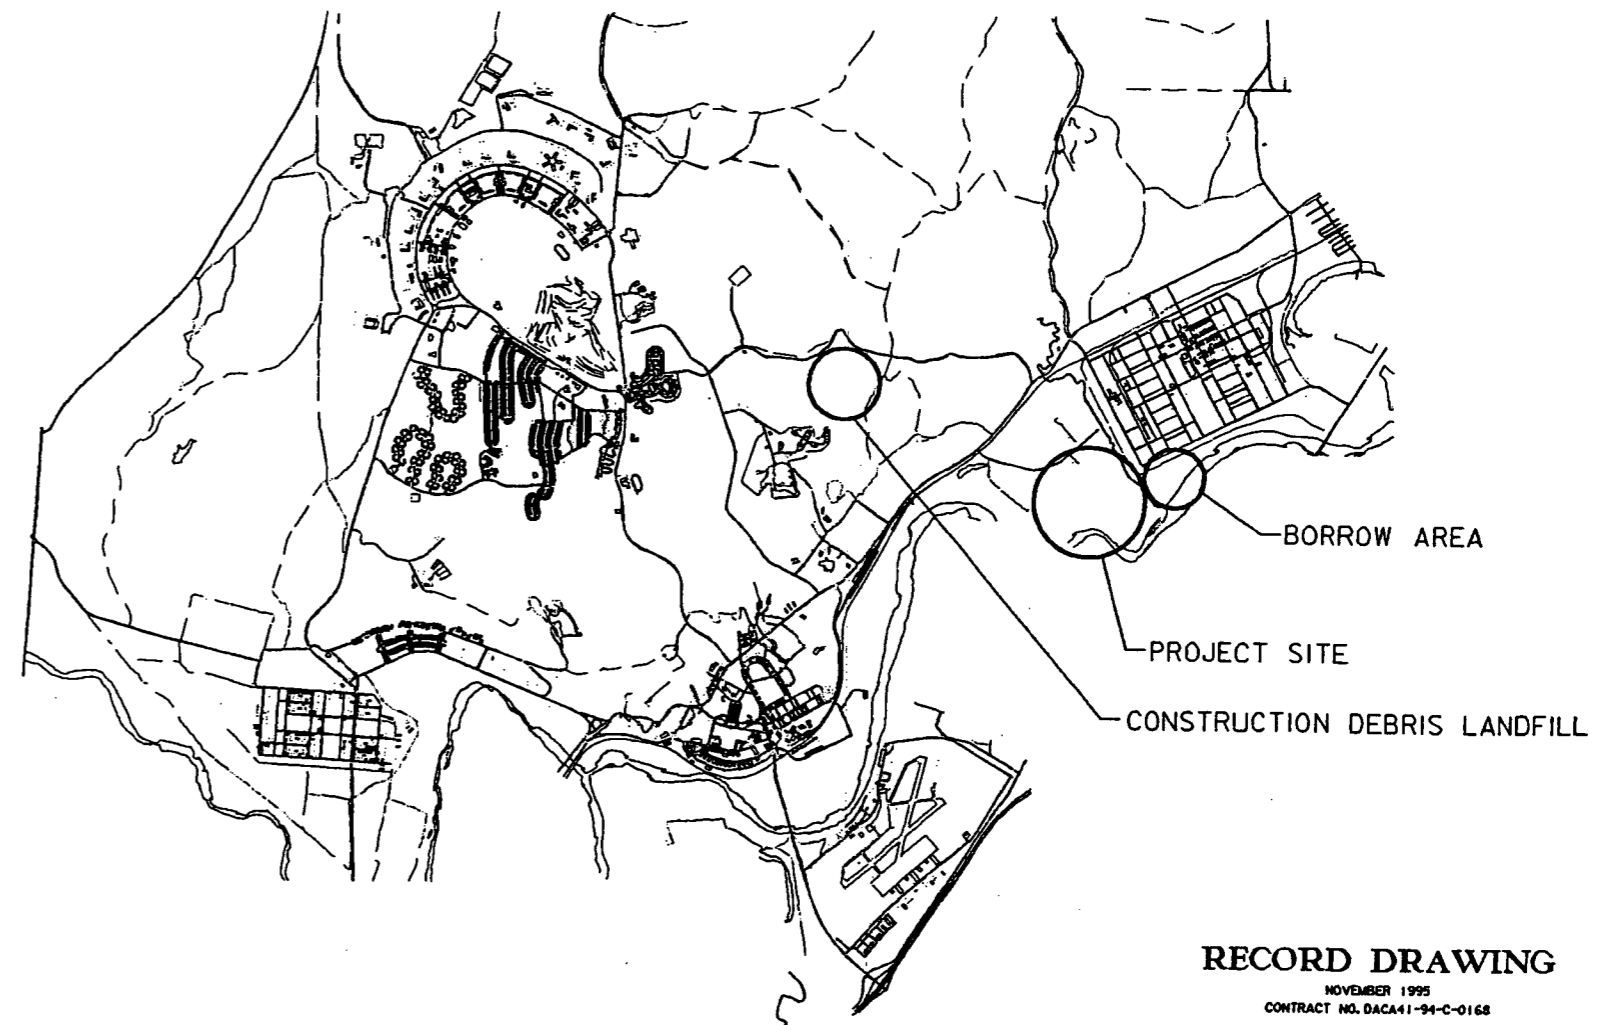 BORROW AREA
PROJECT SITE
CONSTRUCTION DEBRIS LANDFILL
RECORD DRAWING
NOVEMBER 1995
CONTRACT NO. DACA41-94-C-0168